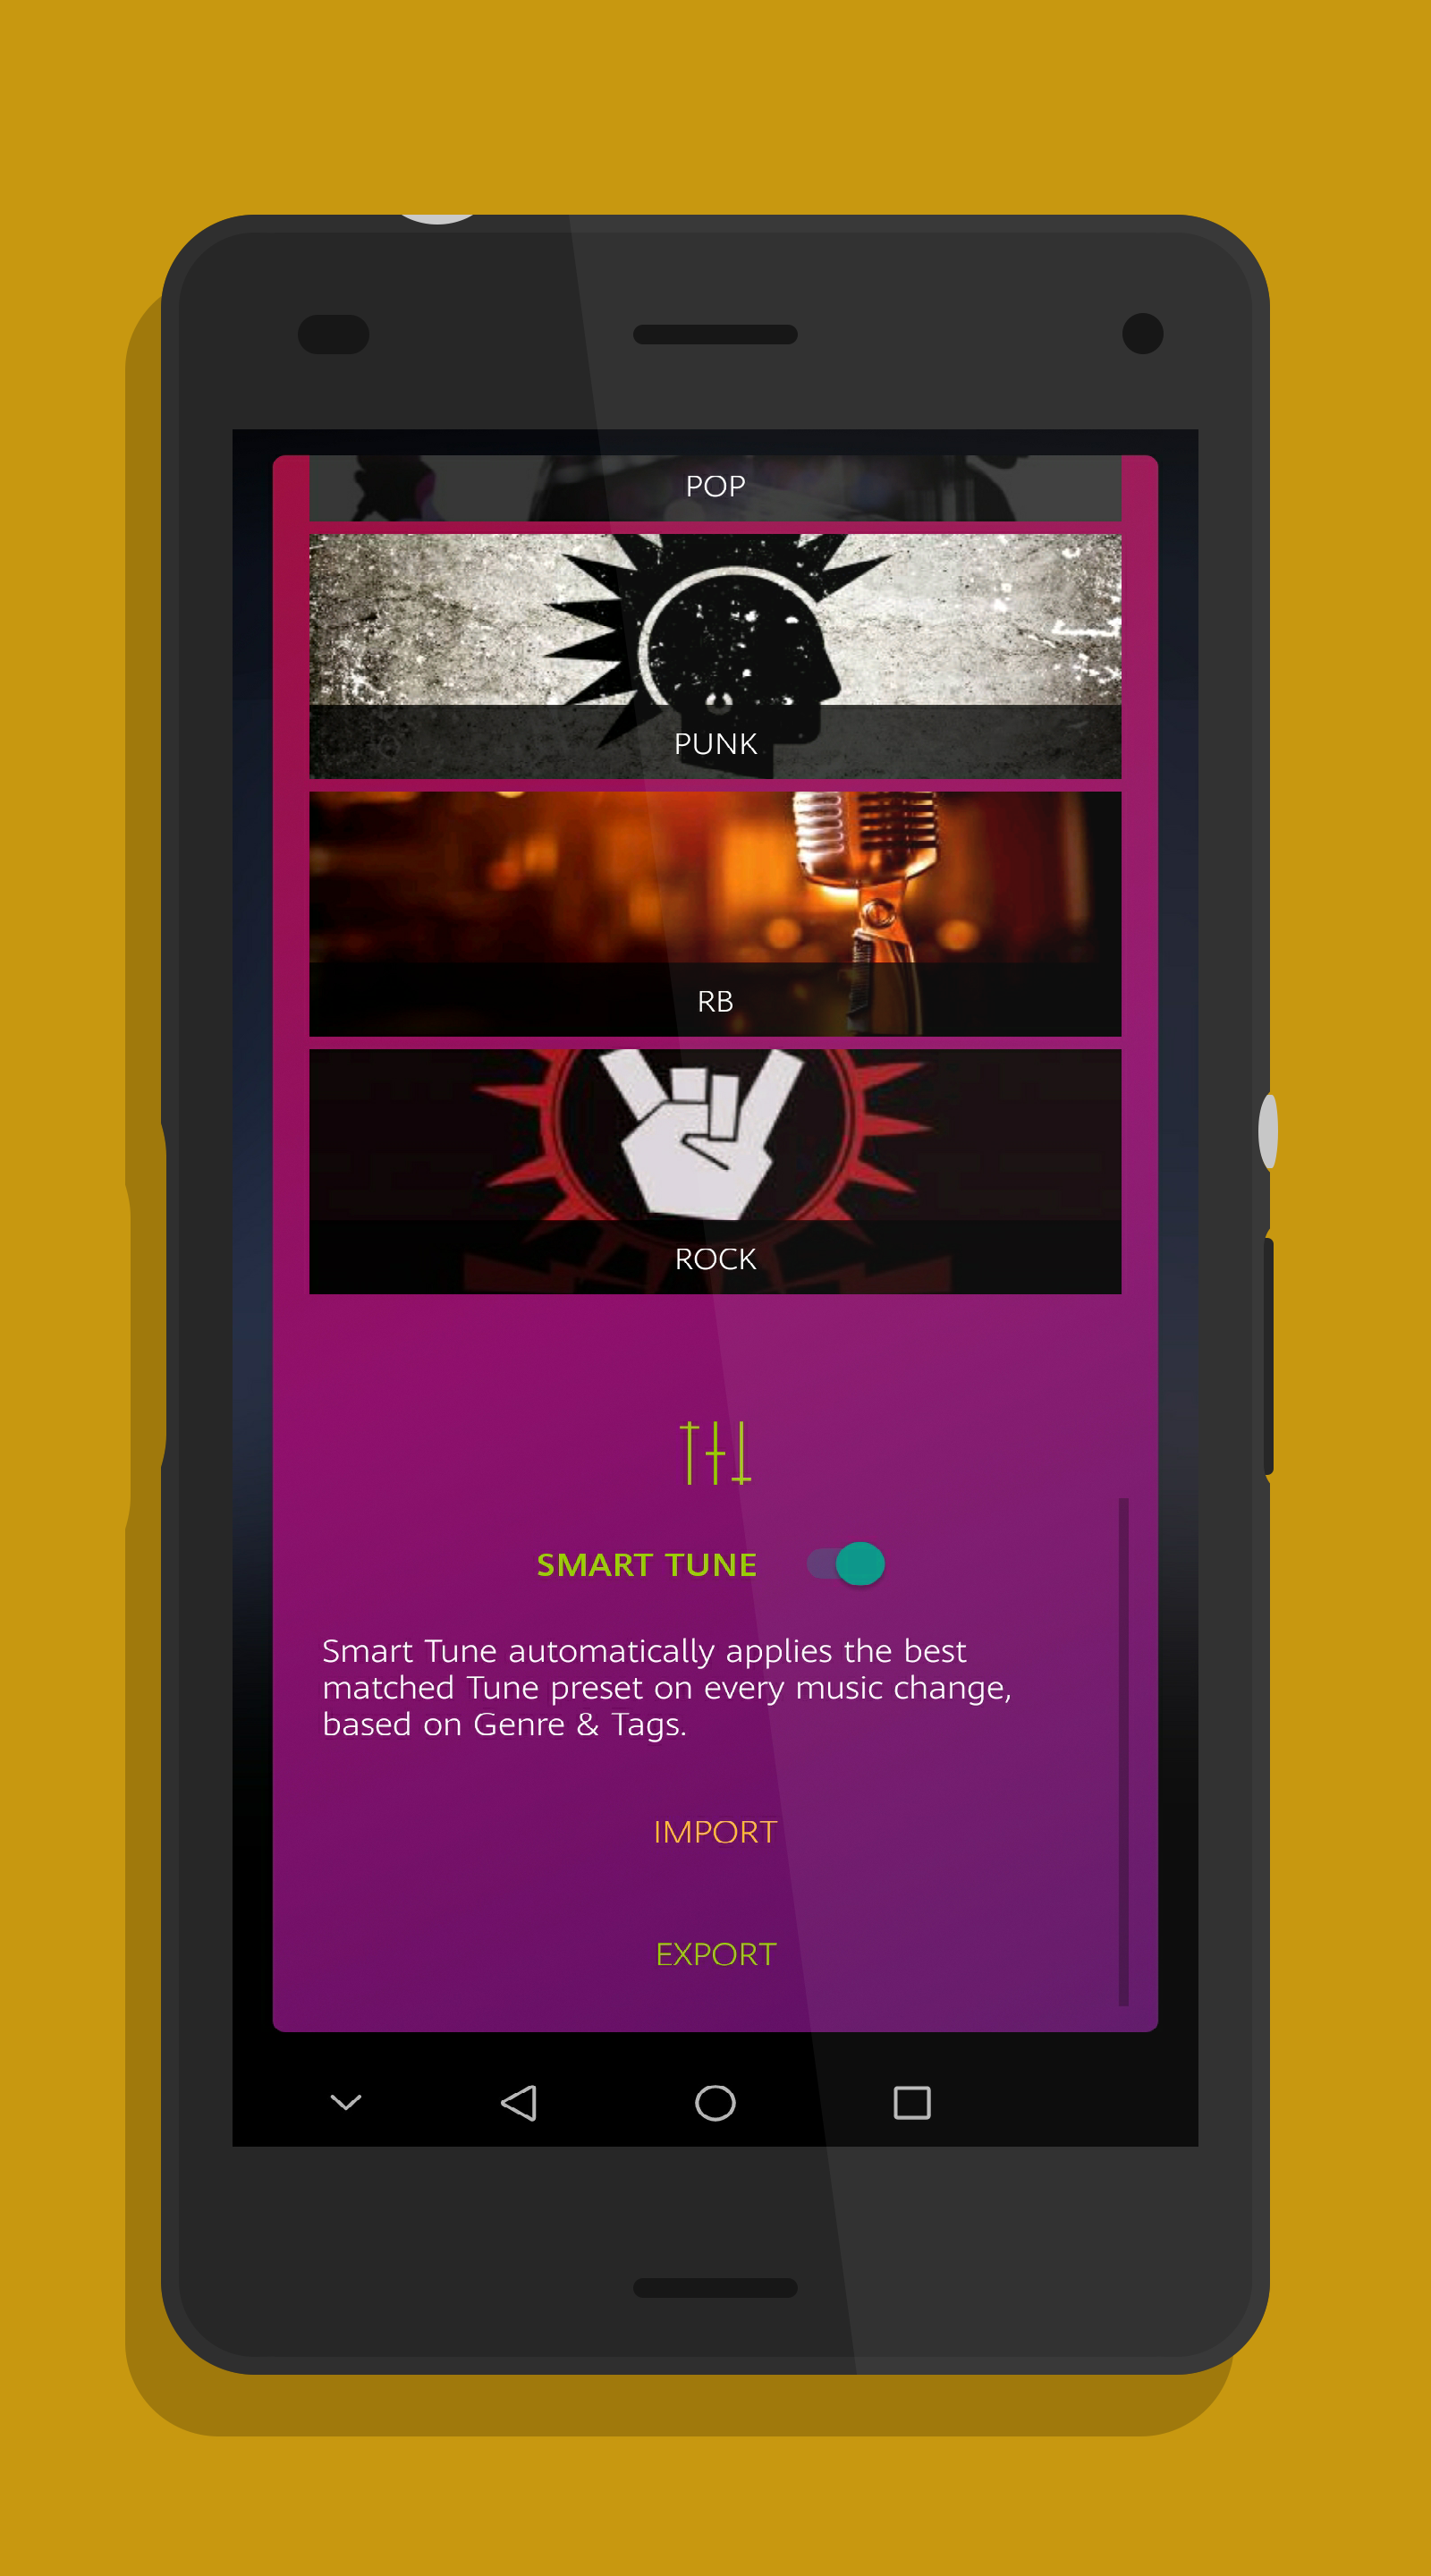 POP
PUNK
RB
ROCK
SMART TUNE
Smart Tune automatically applies the best
matched Tune preset on every music change,
based on Genre & Tags.
IMPORT
EXPORT